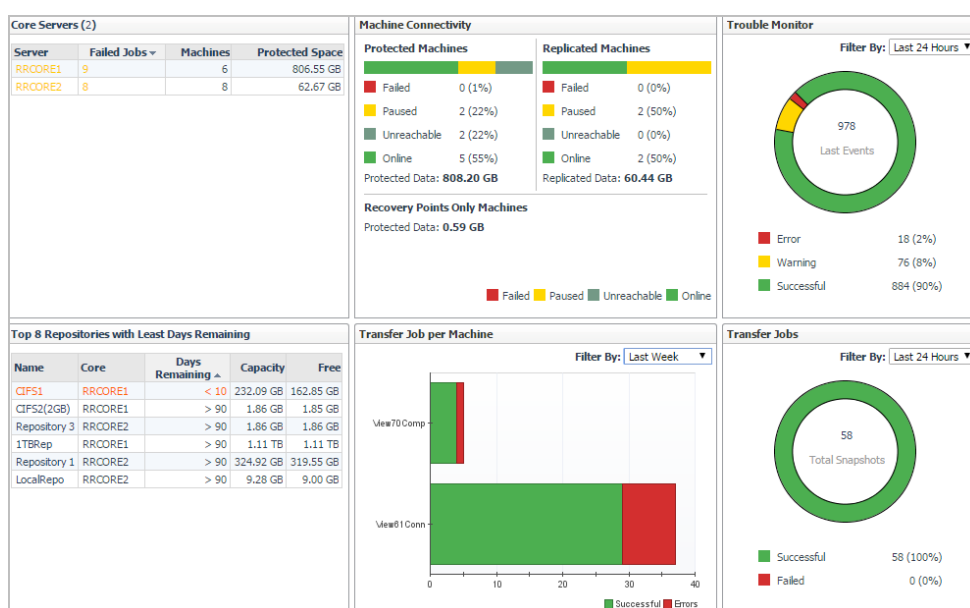 Core Servers (2)
Server Failed Jobs Machines Protected Space
RRCORE1 9 6 806.55 GB
RRCORE2 8 8 62.67 GB
Machine Connectivity
Protected Machines
Failed 0 (1%)
Paused 2 (22%)
Unreachable 2 (22%)
Online 5 (55%)
Protected Data: 808.20 GB
Replicated Machines
Failed 0 (0%)
Paused 2 (50%)
Unreachable 0 (0%)
Online 2 (50%)
Replicated Data: 60.44 GB
Recovery Points Only Machines
Protected Data: 0.59 GB
Failed Paused Unreachable Online
Trouble Monitor
Filter By: Last 24 Hours
978
Last Events
Error 18 (2%)
Warning 76 (8%)
Successful 884 (90%)
Top 8 Repositories with Least Days Remaining
Name Core Days Remaining Capacity Free
CIFS1 RRCORE1 < 10 232.09 GB 162.85 GB
CIFS2(2GB) RRCORE1 > 90 1.86 GB 1.85 GB
Repository 3 RRCORE2 > 90 1.86 GB 1.86 GB
1TBRep RRCORE1 > 90 1.11 TB 1.11 TB
Repository 1 RRCORE2 > 90 324.92 GB 319.55 GB
LocalRepo RRCORE2 > 90 9.28 GB 9.00 GB
Transfer Job per Machine
Filter By: Last Week
View70Comp
View61Conn
0 10 20 30 40
Successful Errors
Transfer Jobs
Filter By: Last 24 Hours
58
Total Snapshots
Successful 58 (100%)
Failed 0 (0%)